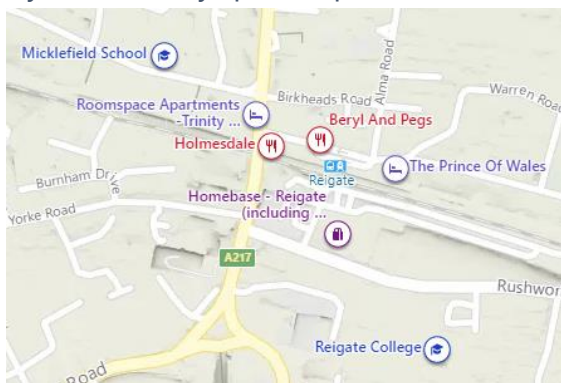 Micklefield School
Alma Road
Warren Road
Birkheads Road
Roomspace Apartments
-Trinity ...
Beryl And Pegs
Holmesdale
The Prince Of Wales
Reigate
Burnham Drive
Homebase - Reigate
(including ...
Yorke Road
A217
Rushwor
Reigate College
Road